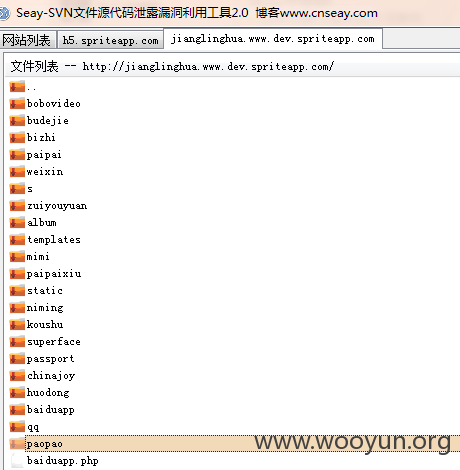 Seay-SVN文件源代码泄露漏洞利用工具2.0 博客www.cnseay.com
网站列表 h5.spriteapp.com jianglinghua.www.dev.spriteapp.com
文件列表 -- http://jianglinghua.www.dev.spriteapp.com/
..
bobovideo
budejie
bizhi
paipai
weixin
s
zuiyouyuan
album
templates
mimi
paipaixiu
static
niming
koushu
superface
passport
chinajoy
huodong
baiduapp
qq
paopao
www.wooyun.org
baiduapp.php